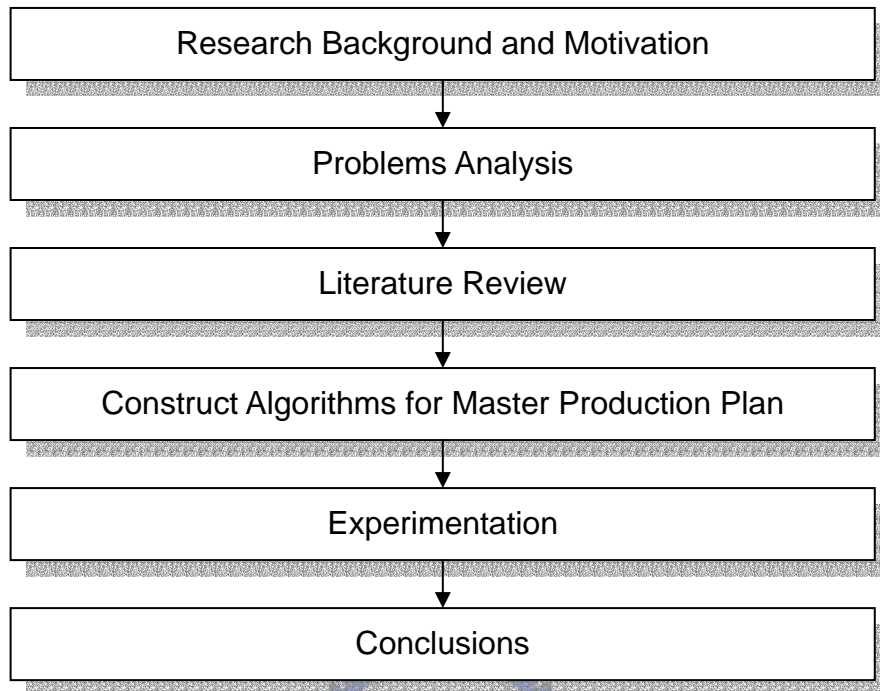 Research Background and Motivation
Problems Analysis
Literature Review
Construct Algorithms for Master Production Plan
Experimentation
Conclusions